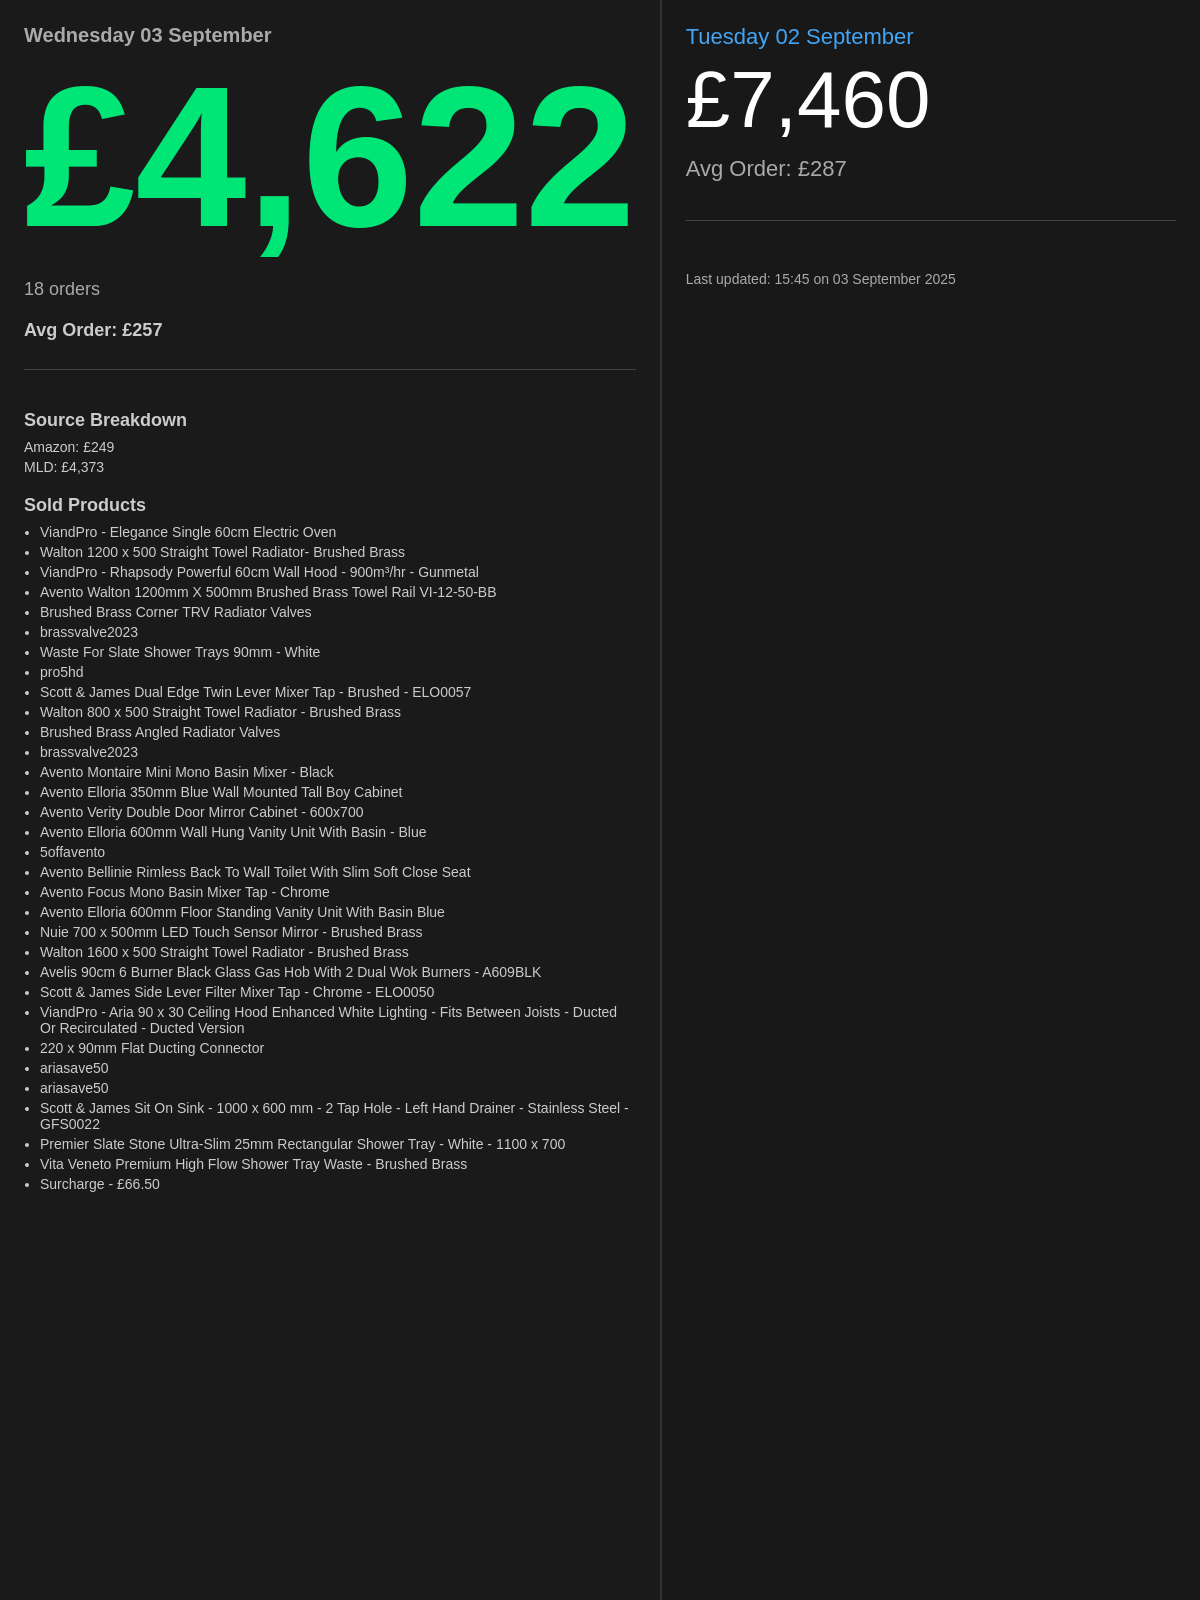 Wednesday 03 September
£4,622
18 orders
Avg Order: £257
Source Breakdown
Amazon: £249
MLD: £4,373
Sold Products
• ViandPro - Elegance Single 60cm Electric Oven
• Walton 1200 x 500 Straight Towel Radiator- Brushed Brass
• ViandPro - Rhapsody Powerful 60cm Wall Hood - 900m³/hr - Gunmetal
• Avento Walton 1200mm X 500mm Brushed Brass Towel Rail VI-12-50-BB
• Brushed Brass Corner TRV Radiator Valves
• brassvalve2023
• Waste For Slate Shower Trays 90mm - White
• pro5hd
• Scott & James Dual Edge Twin Lever Mixer Tap - Brushed - ELO0057
• Walton 800 x 500 Straight Towel Radiator - Brushed Brass
• Brushed Brass Angled Radiator Valves
• brassvalve2023
• Avento Montaire Mini Mono Basin Mixer - Black
• Avento Elloria 350mm Blue Wall Mounted Tall Boy Cabinet
• Avento Verity Double Door Mirror Cabinet - 600x700
• Avento Elloria 600mm Wall Hung Vanity Unit With Basin - Blue
• 5offavento
• Avento Bellinie Rimless Back To Wall Toilet With Slim Soft Close Seat
• Avento Focus Mono Basin Mixer Tap - Chrome
• Avento Elloria 600mm Floor Standing Vanity Unit With Basin Blue
• Nuie 700 x 500mm LED Touch Sensor Mirror - Brushed Brass
• Walton 1600 x 500 Straight Towel Radiator - Brushed Brass
• Avelis 90cm 6 Burner Black Glass Gas Hob With 2 Dual Wok Burners - A609BLK
• Scott & James Side Lever Filter Mixer Tap - Chrome - ELO0050
• ViandPro - Aria 90 x 30 Ceiling Hood Enhanced White Lighting - Fits Between Joists - Ducted
Or Recirculated - Ducted Version
• 220 x 90mm Flat Ducting Connector
• ariasave50
• ariasave50
• Scott & James Sit On Sink - 1000 x 600 mm - 2 Tap Hole - Left Hand Drainer - Stainless Steel -
GFS0022
• Premier Slate Stone Ultra-Slim 25mm Rectangular Shower Tray - White - 1100 x 700
• Vita Veneto Premium High Flow Shower Tray Waste - Brushed Brass
• Surcharge - £66.50
Tuesday 02 September
£7,460
Avg Order: £287
Last updated: 15:45 on 03 September 2025